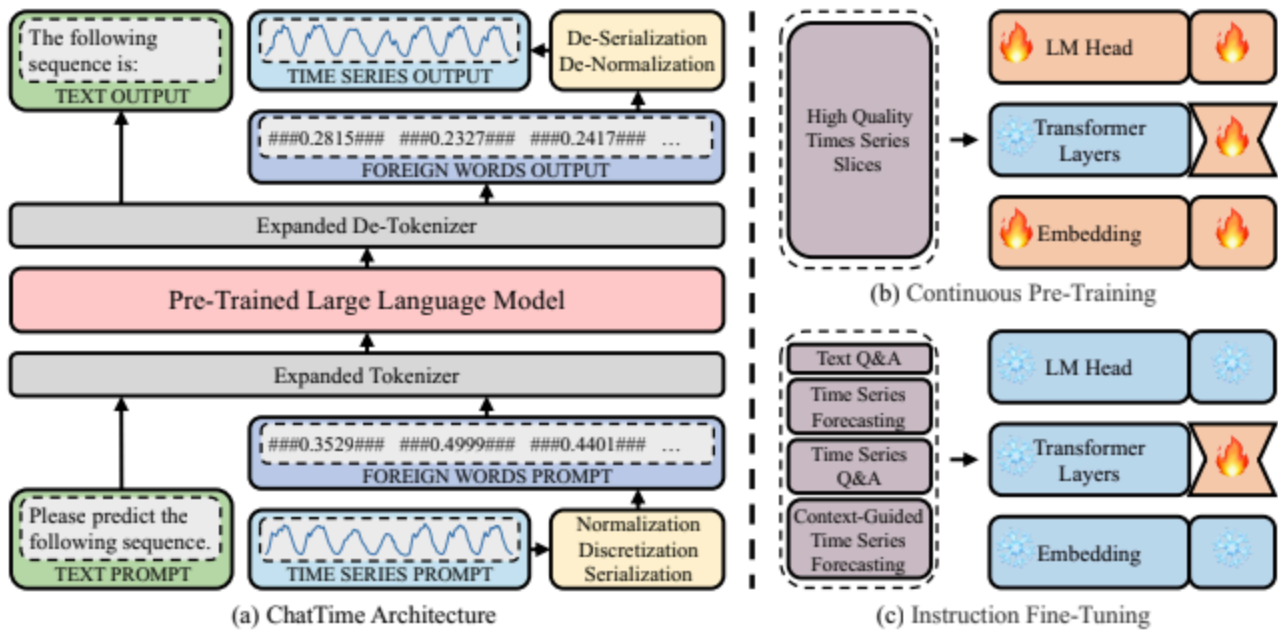 The following
sequence is:
TEXT OUTPUT
TIME SERIES OUTPUT
De-Serialization
De-Normalization
###0.2815### ###0.2327### ###0.2417### ...
FOREIGN WORDS OUTPUT
Expanded De-Tokenizer
Pre-Trained Large Language Model
Expanded Tokenizer
###0.3529### ###0.4999### ###0.4401### ...
FOREIGN WORDS PROMPT
Please predict the
following sequence.
TEXT PROMPT
TIME SERIES PROMPT
Normalization
Discretization
Serialization
(a) ChatTime Architecture
High Quality
Times Series
Slices
LM Head
Transformer
Layers
Embedding
(b) Continuous Pre-Training
Text Q&A
Time Series
Forecasting
Time Series
Q&A
Context-Guided
Time Series
Forecasting
LM Head
Transformer
Layers
Embedding
(c) Instruction Fine-Tuning